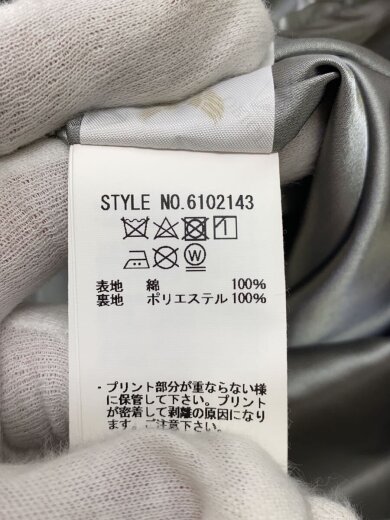 STYLE NO.6102143
表地 綿 100%
裏地 ポリエステル 100%
・プリント部分が重ならない様
に保管して下さい。プリント
が密着して剥離の原因になり
ます。ご注意下さい。